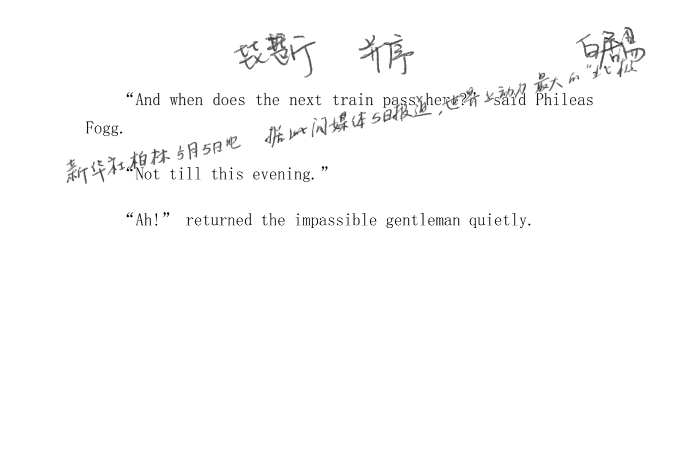 琵琶行 并序 白居易
“And when does the next train pass here?” said Phileas
Fogg.
新华社柏林5月5日电 据此间媒体5日报道，世界上动力最大的“北极
“Not till this evening.”
“Ah!” returned the impassible gentleman quietly.